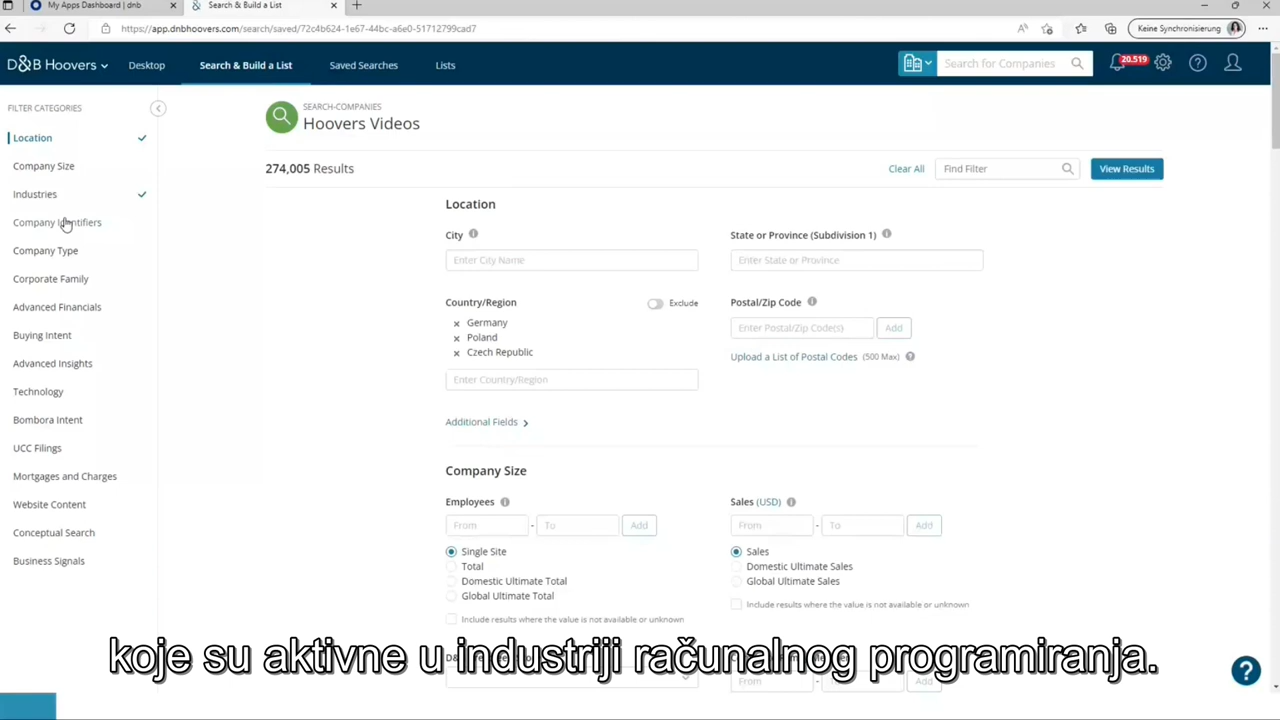 My Apps Dashboard | dnb
Search & Build a List
https://app.dnbhoovers.com/search/saved/72c4b624-1e67-44bc-a6e0-51712799cad7
Keine Synchronisierung
D&B Hoovers
Desktop
Search & Build a List
Saved Searches
Lists
Search for Companies
20.519
FILTER CATEGORIES
Location
Company Size
Industries
Company Identifiers
Company Type
Corporate Family
Advanced Financials
Buying Intent
Advanced Insights
Technology
Bombora Intent
UCC Filings
Mortgages and Charges
Website Content
Conceptual Search
Business Signals
SEARCH-COMPANIES
Hoovers Videos
274,005 Results
Clear All
Find Filter
View Results
Location
City
State or Province (Subdivision 1)
Enter City Name
Enter State or Province
Country/Region
Exclude
Postal/Zip Code
Germany
Poland
Czech Republic
Enter Postal/Zip Code(s)
Add
Upload a List of Postal Codes (500 Max)
Enter Country/Region
Additional Fields
Company Size
Employees
Sales (USD)
From - To Add
From - To Add
Single Site
Total
Domestic Ultimate Total
Global Ultimate Total
Include results where the value is not available or unknown
Sales
Domestic Ultimate Sales
Global Ultimate Sales
Include results where the value is not available or unknown
From
To
Add
koje su aktivne u industriji računalnog programiranja.